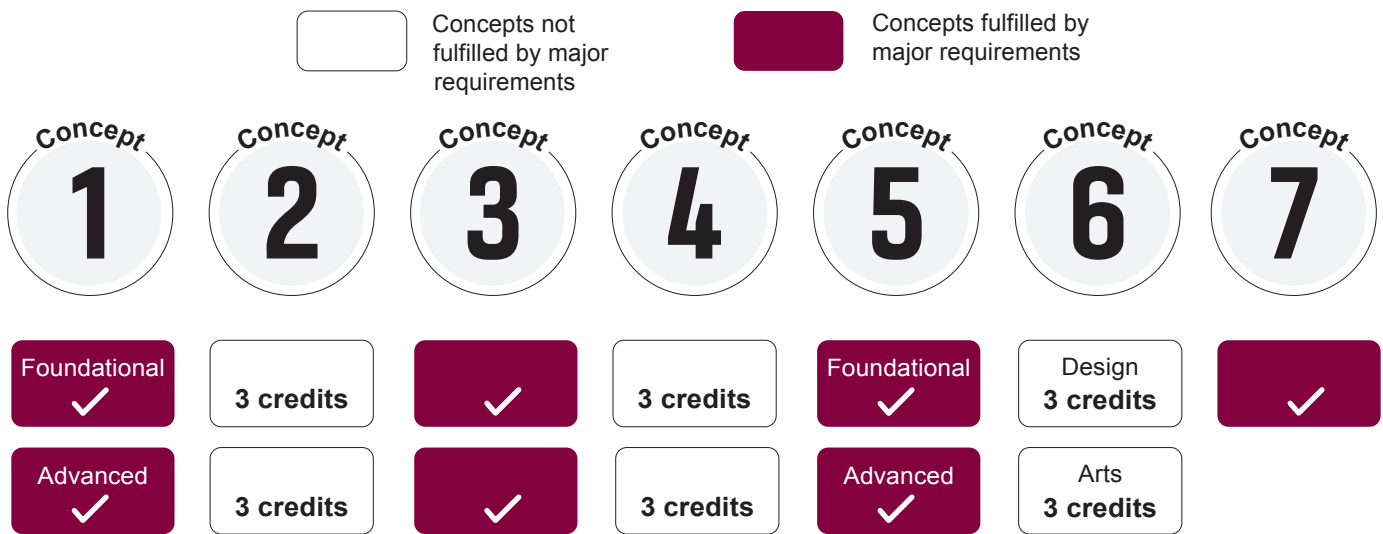 Concepts not
fulfilled by major
requirements
Concepts fulfilled by
major requirements
Concept
1
Concept
2
Concept
3
Concept
4
Concept
5
Concept
6
Concept
7
Foundational
3 credits
3 credits
Foundational
Design
3 credits
Advanced
3 credits
3 credits
Advanced
Arts
3 credits